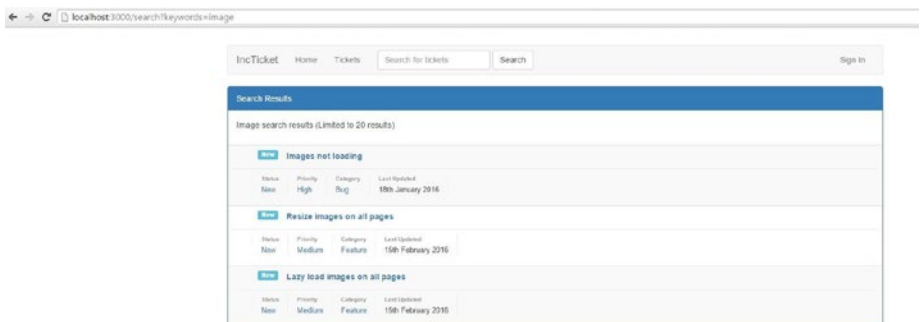 localhost:3000/search?keywords=image
IncTicket Home Tickets Search for tickets Search Sign In
Search Results
Image search results (Limited to 20 results)
New Images not loading
Status Priority Category Last Updated
New High Bug 18th January 2016
New Resize images on all pages
Status Priority Category Last Updated
New Medium Feature 15th February 2016
New Lazy load images on all pages
Status Priority Category Last Updated
New Medium Feature 15th February 2016